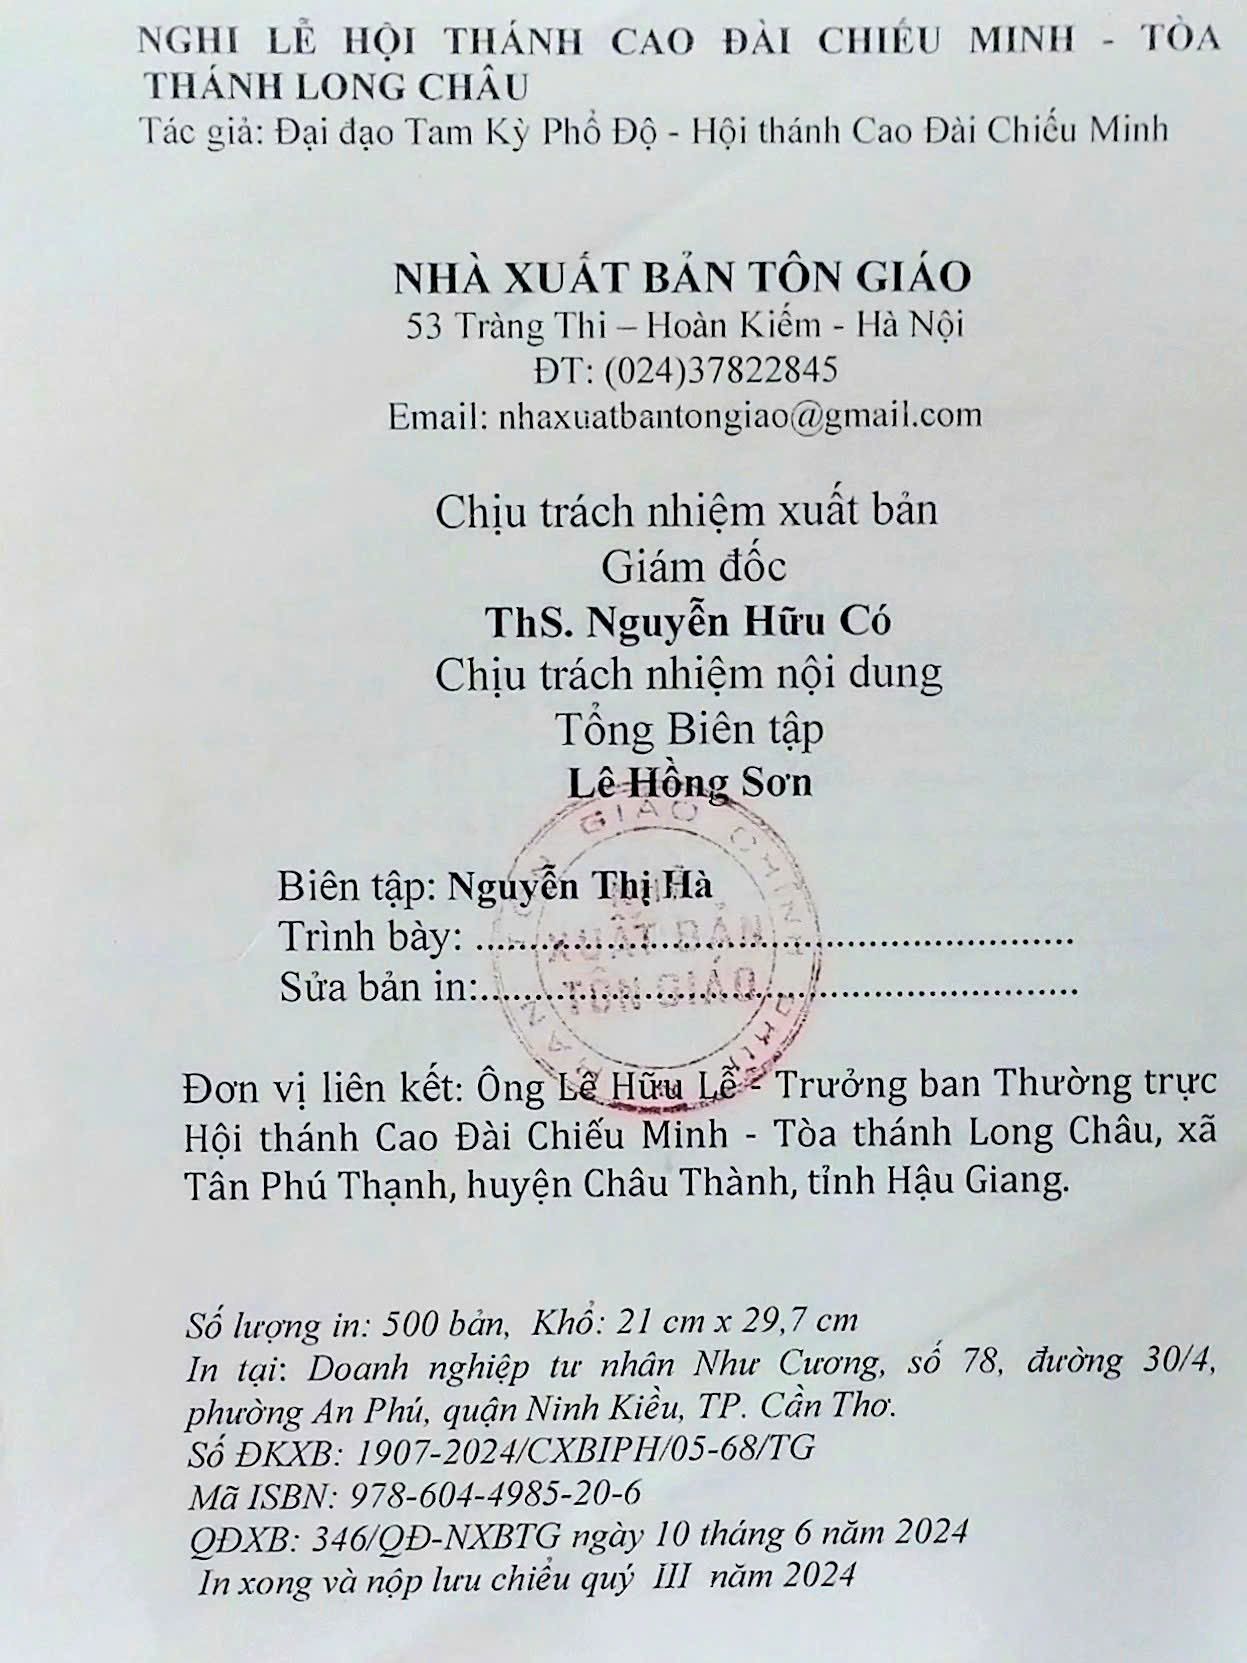 NGHI LỄ HỘI THÁNH CAO ĐÀI CHIẾU MINH - TÒA
THÁNH LONG CHÂU
Tác giả: Đại đạo Tam Kỳ Phổ Độ - Hội thánh Cao Đài Chiếu Minh
NHÀ XUẤT BẢN TÔN GIÁO
53 Tràng Thi – Hoàn Kiếm - Hà Nội
ĐT: (024)37822845
Email: nhaxuatbantongiao@gmail.com
Chịu trách nhiệm xuất bản
Giám đốc
ThS. Nguyễn Hữu Có
Chịu trách nhiệm nội dung
Tổng Biên tập
Lê Hồng Sơn
Biên tập: Nguyễn Thị Hà
Trình bày: ........................................................
Sửa bản in:........................................................
NHÀ
XUẤT BẢN
TÔN GIÁO
Đơn vị liên kết: Ông Lê Hữu Lễ - Trưởng ban Thường trực
Hội thánh Cao Đài Chiếu Minh - Tòa thánh Long Châu, xã
Tân Phú Thạnh, huyện Châu Thành, tỉnh Hậu Giang.
Số lượng in: 500 bản, Khổ: 21 cm x 29,7 cm
In tại: Doanh nghiệp tư nhân Như Cương, số 78, đường 30/4,
phường An Phú, quận Ninh Kiều, TP. Cần Thơ.
Số ĐKXB: 1907-2024/CXBIPH/05-68/TG
Mã ISBN: 978-604-4985-20-6
QĐXB: 346/QĐ-NXBTG ngày 10 tháng 6 năm 2024
In xong và nộp lưu chiểu quý III năm 2024